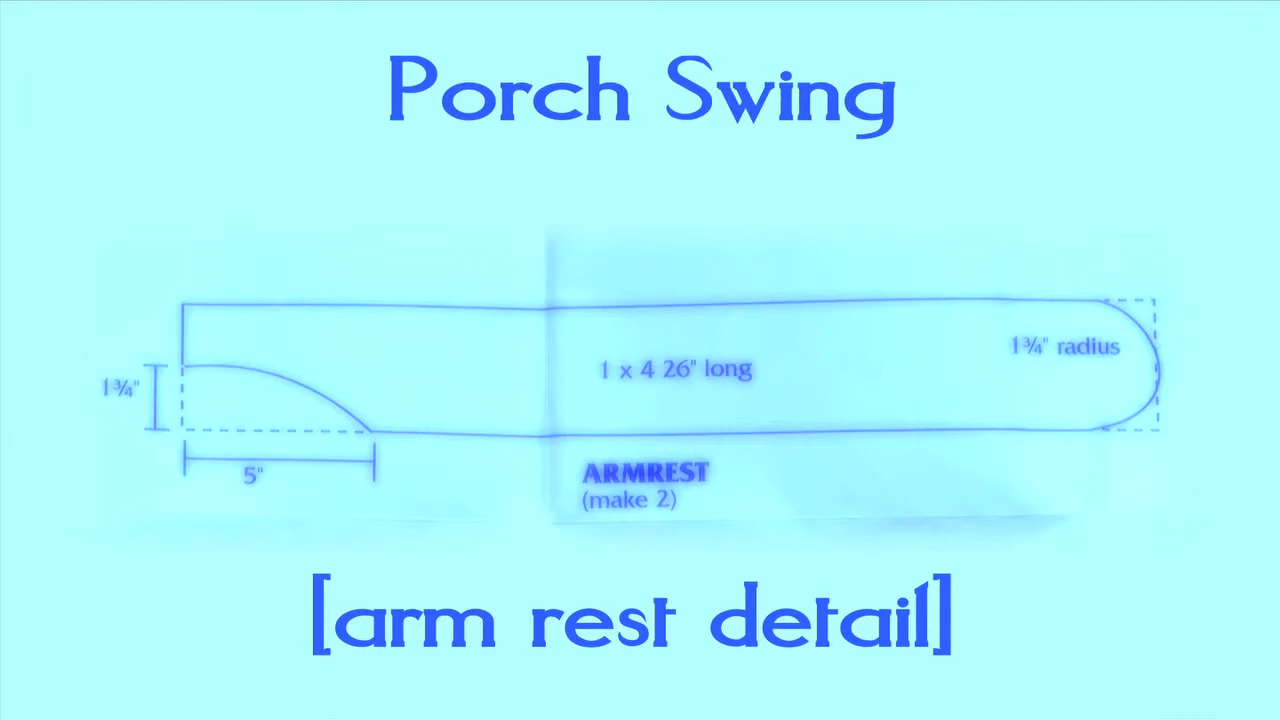 Porch Swing
1¾" radius
1 x 4 26" long
1¾"
5"
ARMREST
(make 2)
[arm rest detail]